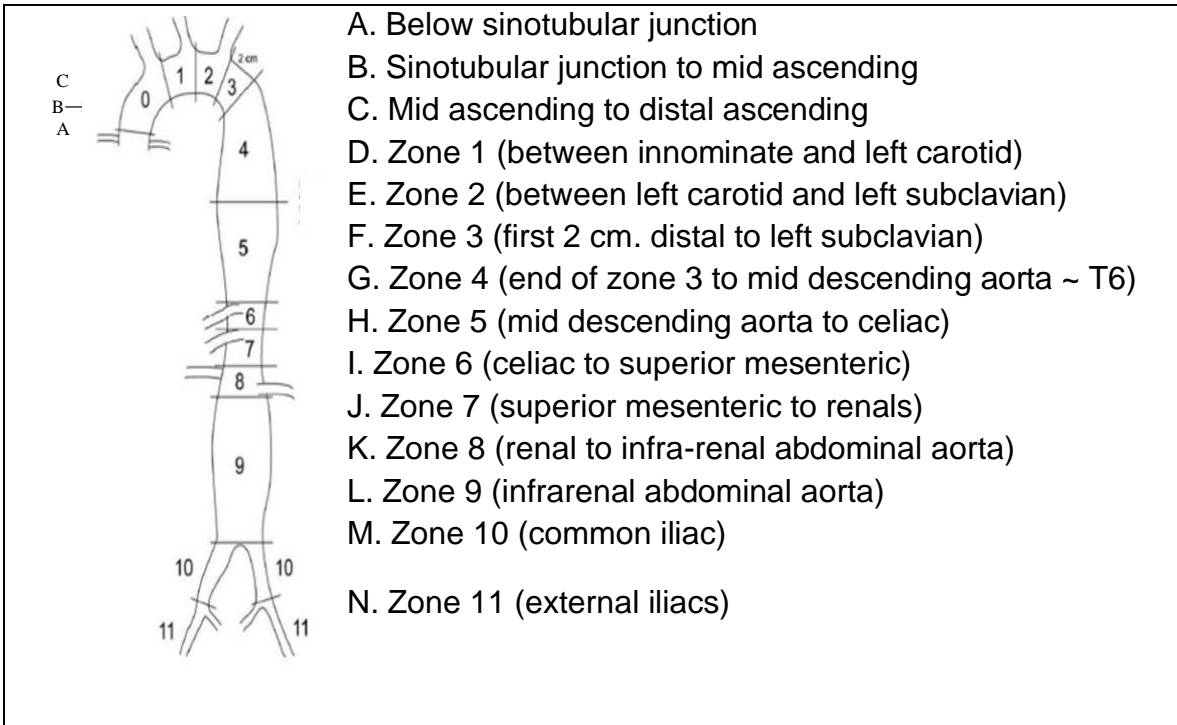 A. Below sinotubular junction
B. Sinotubular junction to mid ascending
C. Mid ascending to distal ascending
D. Zone 1 (between innominate and left carotid)
E. Zone 2 (between left carotid and left subclavian)
F. Zone 3 (first 2 cm. distal to left subclavian)
G. Zone 4 (end of zone 3 to mid descending aorta ~ T6)
H. Zone 5 (mid descending aorta to celiac)
I. Zone 6 (celiac to superior mesenteric)
J. Zone 7 (superior mesenteric to renals)
K. Zone 8 (renal to infra-renal abdominal aorta)
L. Zone 9 (infrarenal abdominal aorta)
M. Zone 10 (common iliac)
N. Zone 11 (external iliacs)
C
B
A
0
1
2
2 cm
3
4
5
6
7
8
9
10 10
11 11